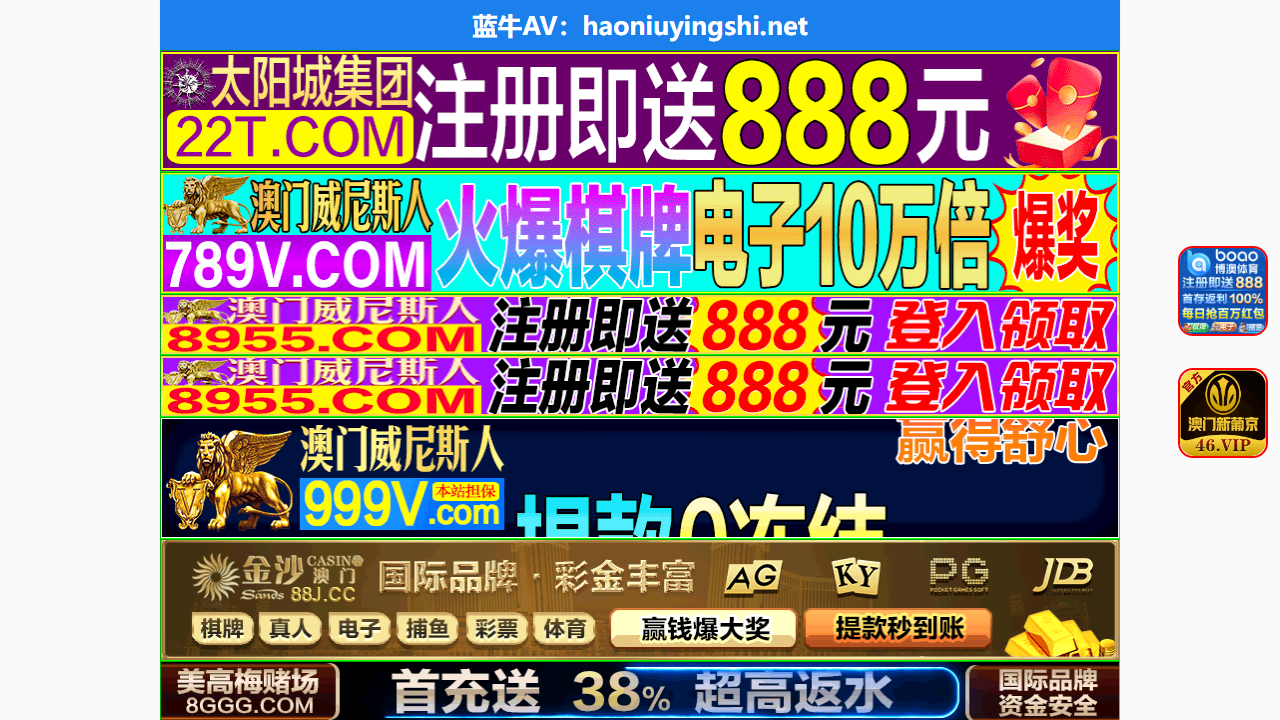 蓝牛AV：haoniuyingshi.net
太阳城集团
22T.COM
注册即送888元
澳门威尼斯人
789V.COM
火爆棋牌电子10万倍
爆奖
澳门威尼斯人
8955.COM
注册即送888元 登入领取
澳门威尼斯人
8955.COM
注册即送888元 登入领取
澳门威尼斯人
999V.com
本站担保
赢得舒心
提款0冻结
金沙 CASINO
澳门
Sands 88J.CC
国际品牌·彩金丰富
AG
KY
PG
POCKET GAMES SOFT
JDB
棋牌 真人 电子 捕鱼 彩票 体育
赢钱爆大奖
提款秒到账
美高梅赌场
8GGG.COM
首充送 38% 超高返水
国际品牌
资金安全
boao
博澳体育
注册即送888
首存返利100%
每日抢百万红包
官方
澳门新葡京
46.VIP